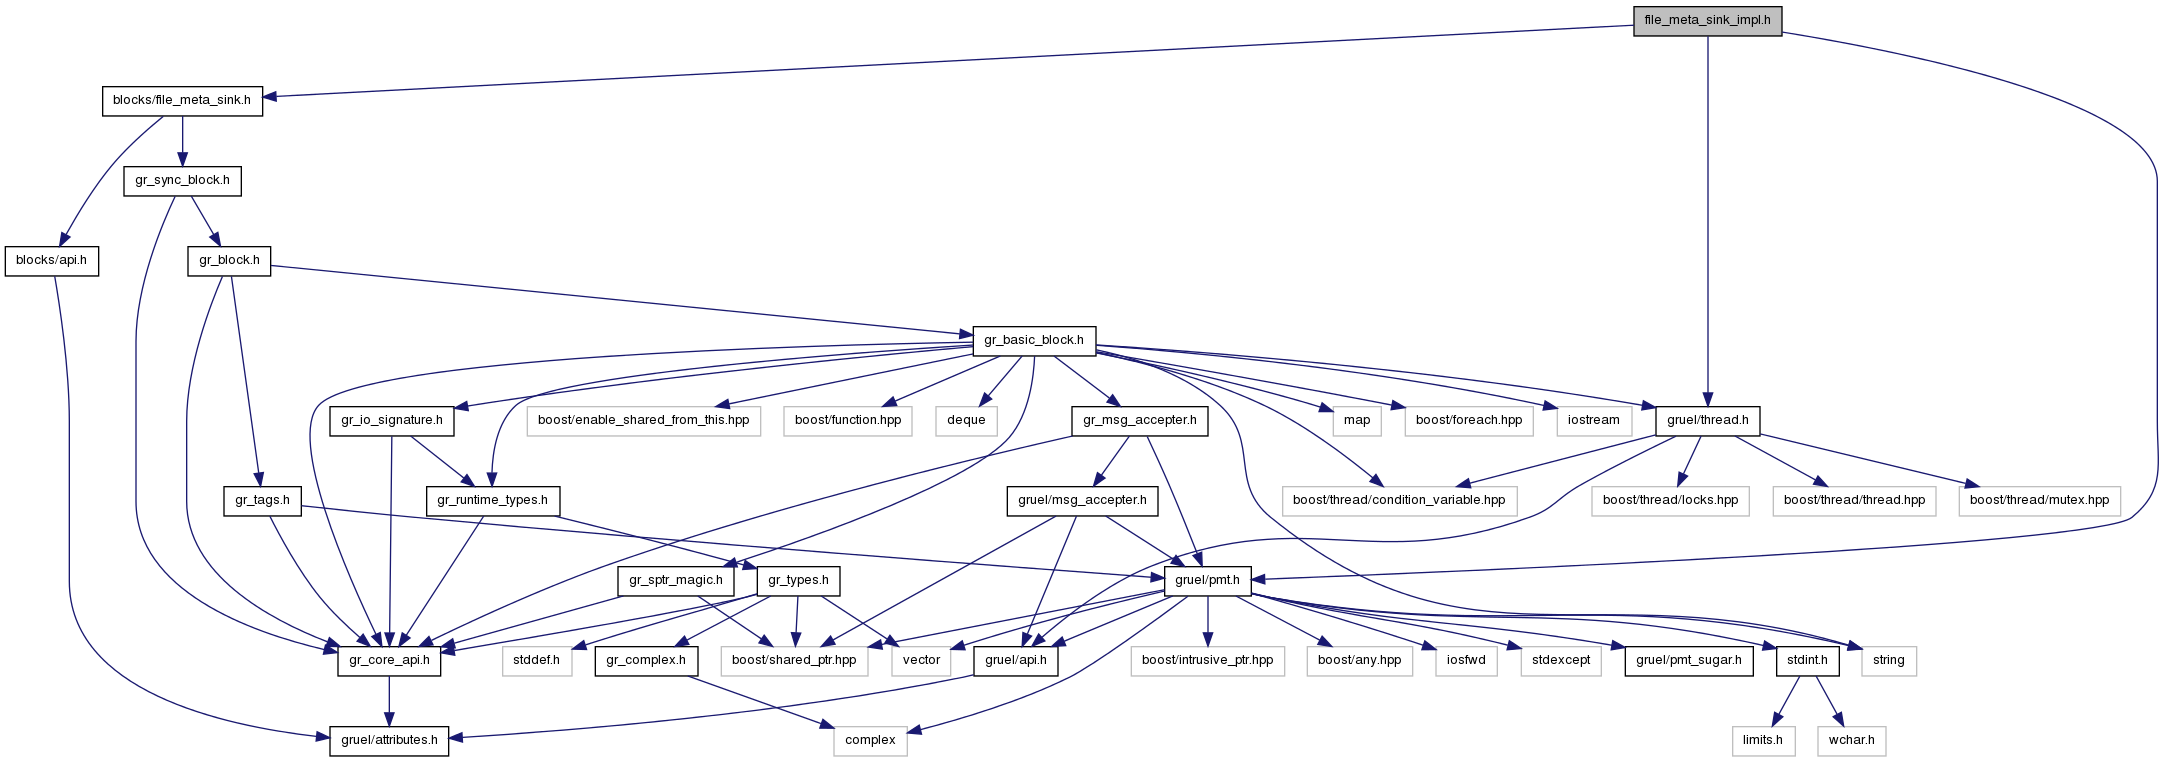 file_meta_sink_impl.h
blocks/file_meta_sink.h
gr_sync_block.h
blocks/api.h
gr_block.h
gr_basic_block.h
gr_io_signature.h
boost/enable_shared_from_this.hpp
boost/function.hpp
deque
gr_msg_accepter.h
map
boost/foreach.hpp
iostream
gruel/thread.h
gr_tags.h
gr_runtime_types.h
gruel/msg_accepter.h
boost/thread/condition_variable.hpp
boost/thread/locks.hpp
boost/thread/thread.hpp
boost/thread/mutex.hpp
gr_sptr_magic.h
gr_types.h
gruel/pmt.h
gr_core_api.h
stddef.h
gr_complex.h
boost/shared_ptr.hpp
vector
gruel/api.h
boost/intrusive_ptr.hpp
boost/any.hpp
iosfwd
stdexcept
gruel/pmt_sugar.h
stdint.h
string
gruel/attributes.h
complex
limits.h
wchar.h